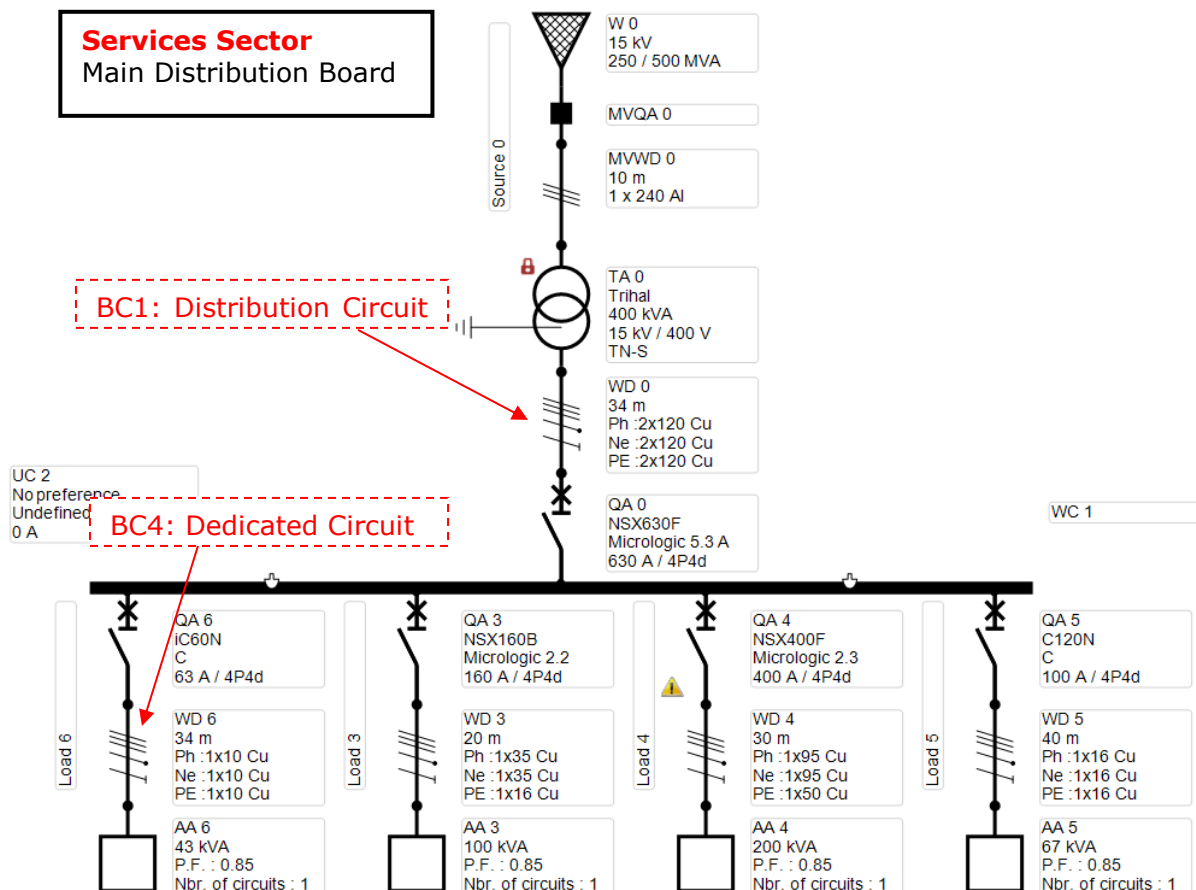 Services Sector
Main Distribution Board
Source 0
W 0
15 kV
250 / 500 MVA
MVQA 0
MVWD 0
10 m
1 x 240 Al
BC1: Distribution Circuit
TA 0
Trihal
400 kVA
15 kV / 400 V
TN-S
WD 0
34 m
Ph :2x120 Cu
Ne :2x120 Cu
PE :2x120 Cu
UC 2
No preference
Undefined
0 A
BC4: Dedicated Circuit
QA 0
NSX630F
Micrologic 5.3 A
630 A / 4P4d
WC 1
Load 6
QA 6
iC60N
C
63 A / 4P4d
WD 6
34 m
Ph :1x10 Cu
Ne :1x10 Cu
PE :1x10 Cu
AA 6
43 kVA
P.F. : 0.85
Nbr. of circuits : 1
Load 3
QA 3
NSX160B
Micrologic 2.2
160 A / 4P4d
WD 3
20 m
Ph :1x35 Cu
Ne :1x35 Cu
PE :1x16 Cu
AA 3
100 kVA
P.F. : 0.85
Nbr. of circuits : 1
Load 4
QA 4
NSX400F
Micrologic 2.3
400 A / 4P4d
WD 4
30 m
Ph :1x95 Cu
Ne :1x95 Cu
PE :1x50 Cu
AA 4
200 kVA
P.F. : 0.85
Nbr. of circuits : 1
Load 5
QA 5
C120N
C
100 A / 4P4d
WD 5
40 m
Ph :1x16 Cu
Ne :1x16 Cu
PE :1x16 Cu
AA 5
67 kVA
P.F. : 0.85
Nbr. of circuits : 1